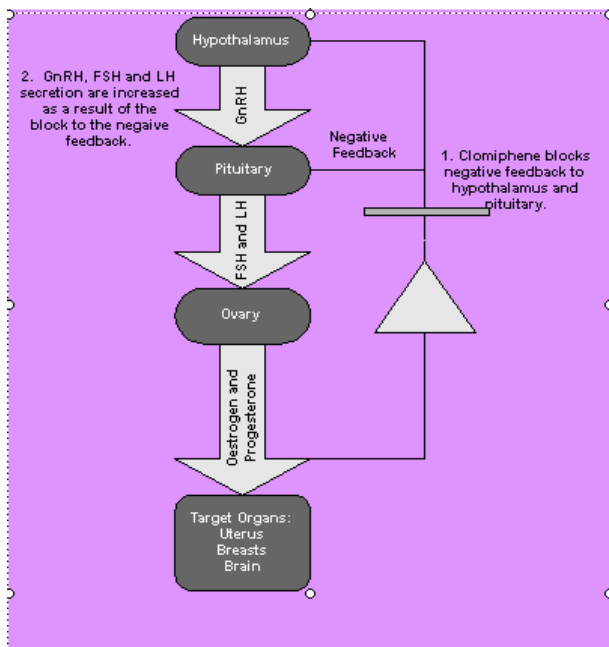 Hypothalamus
2. GnRH, FSH and LH
secretion are increased
as a result of the
block to the negaive
feedback.
GnRH
Negative
Feedback
Pituitary
1. Clomiphene blocks
negative feedback to
hypothalamus and
pituitary.
FSH and LH
Ovary
Oestrogen and
Progesterone
Target Organs:
Uterus
Breasts
Brain